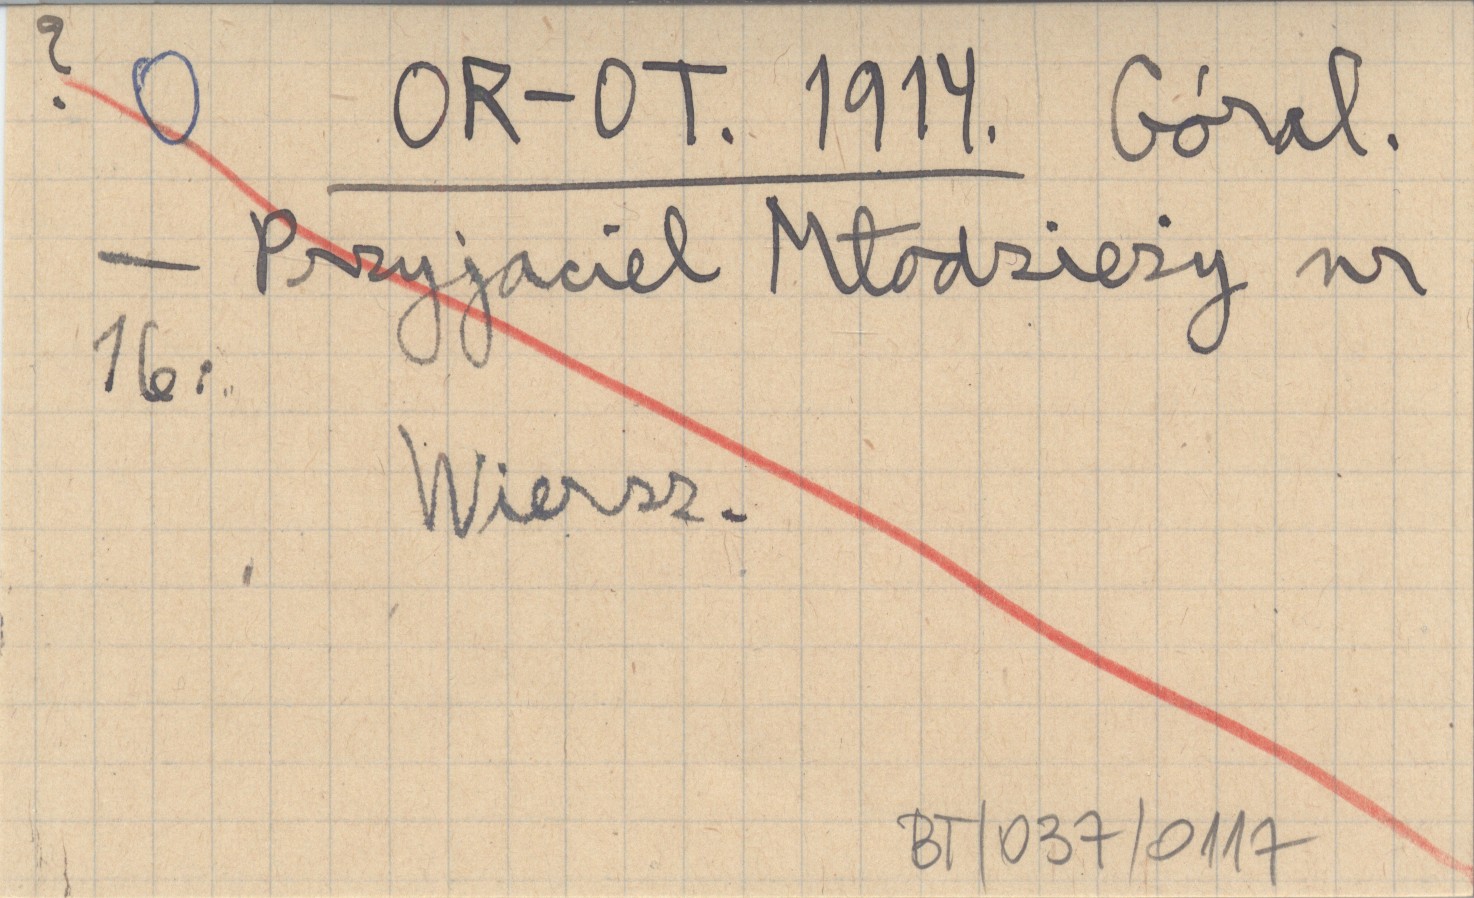 ? O OR-OT. 1914. Góral.
— Przyjaciel Młodzieży nr
16.
Wiersz.
BT/037/0117